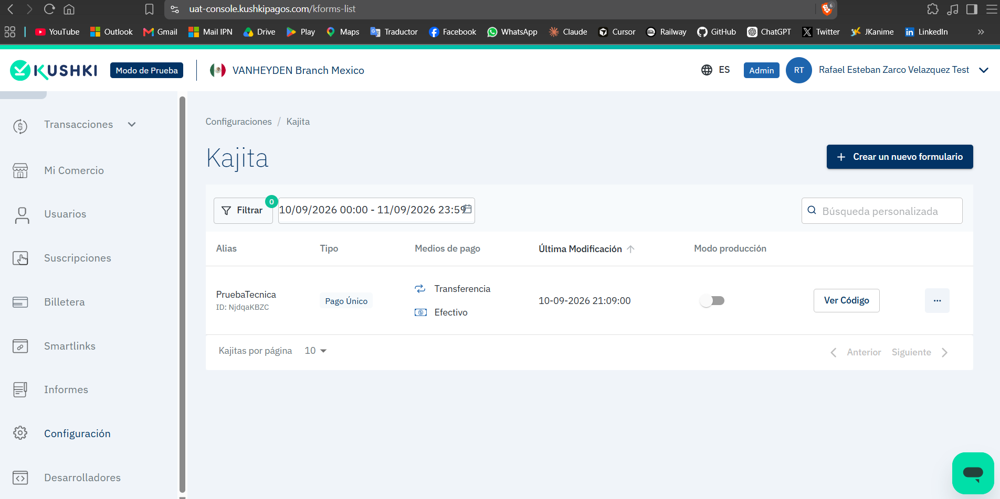 uat-console.kushkipagos.com/kforms-list
6
YouTube Outlook Gmail Mail IPN Drive Play Maps Traductor Facebook WhatsApp Claude Cursor Railway GitHub ChatGPT Twitter JKanime LinkedIn »
KUSHKI Modo de Prueba VANHEYDEN Branch Mexico ES Admin RT Rafael Esteban Zarco Velazquez Test
Transacciones
Mi Comercio
Usuarios
Suscripciones
Billetera
Smartlinks
Informes
Configuración
Desarrolladores
Configuraciones / Kajita
Kajita
+ Crear un nuevo formulario
Filtrar 0 10/09/2026 00:00 - 11/09/2026 23:59 Búsqueda personalizada
Alias Tipo Medios de pago Última Modificación Modo producción
PruebaTecnica
ID: NjdqaKBZC
Pago Único
Transferencia
Efectivo
10-09-2026 21:09:00
Ver Código
...
Kajitas por página 10 Anterior Siguiente